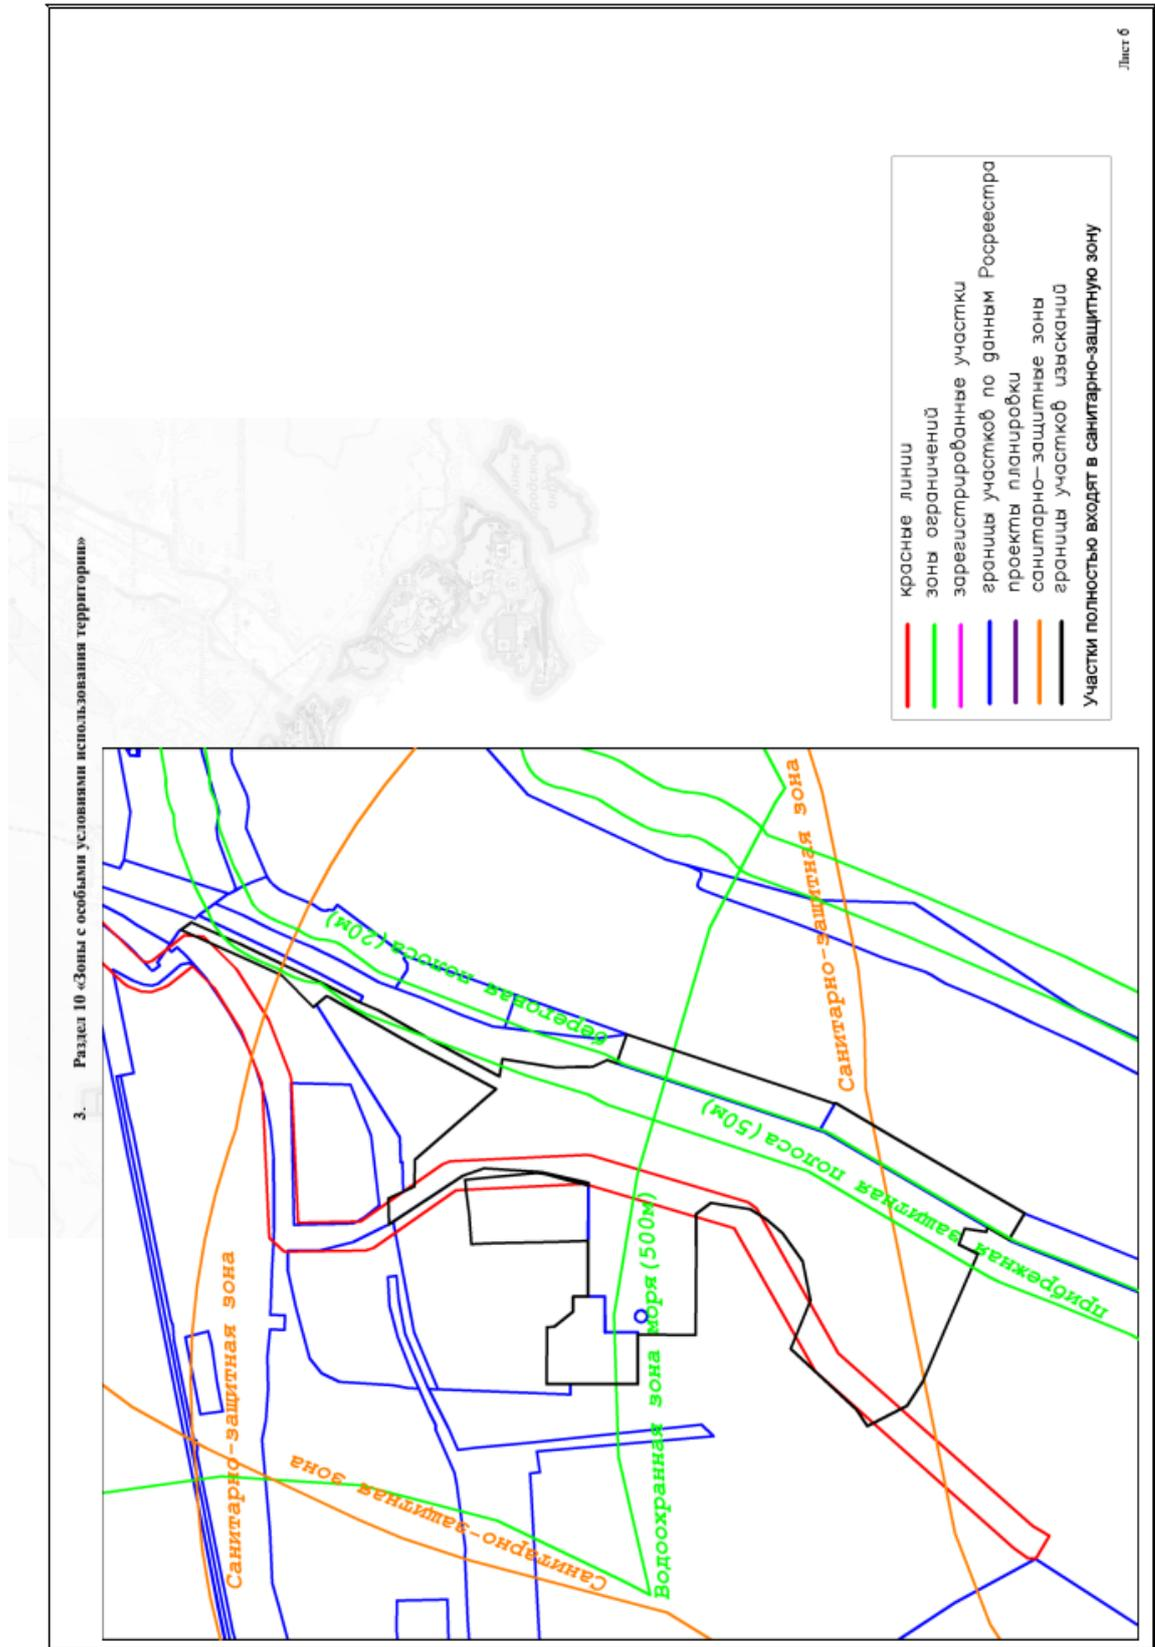 3. Раздел 10 «Зоны с особыми условиями использования территории»
Санитарно-защитная зона
Санитарно-защитная зона
береговая полоса (20м)
Водоохранная зона моря (500м)
прибрежная защитная полоса (50м)
Санитарно-защитная зона
красные линии
зоны ограничений
зарегистрированные участки
границы участков по данным Росреестра
проекты планировки
санитарно-защитные зоны
границы участков изысканий
Участки полностью входят в санитарно-защитную зону
Лист 6